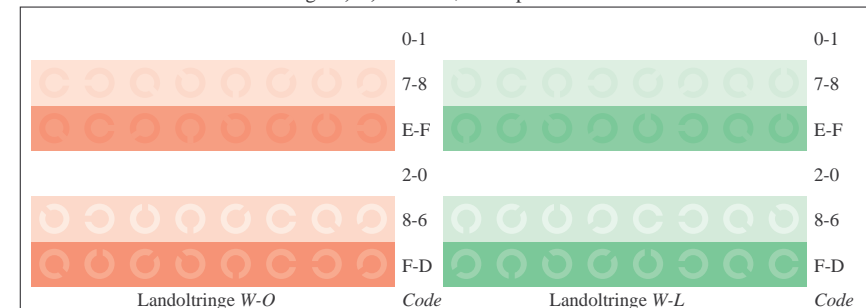 0-1 0-1
7-8 7-8
E-F E-F
2-0 2-0
8-6 8-6
F-D F-D
Landoltringe W-O Code Landoltringe W-L Code